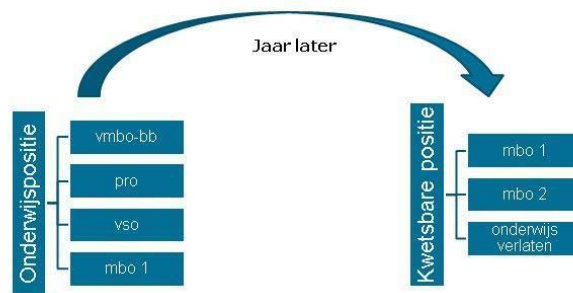 Jaar later
Onderwijspositie
vmbo-bb
pro
vso
mbo 1
Kwetsbare positie
mbo 1
mbo 2
onderwijs
verlaten